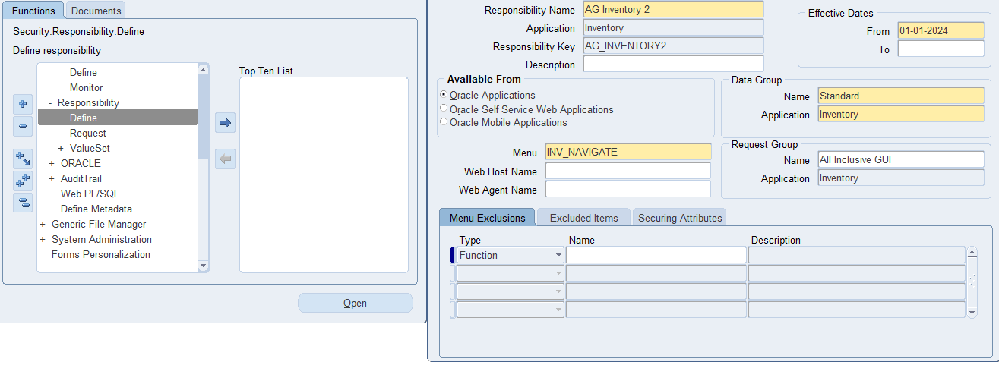 Functions
Documents
Security:Responsibility:Define
Define responsibility
Define
Monitor
- Responsibility
Define
Request
+ ValueSet
+ ORACLE
+ AuditTrail
Web PL/SQL
Define Metadata
+ Generic File Manager
+ System Administration
Forms Personalization
Top Ten List
Open
Responsibility Name AG Inventory 2
Application Inventory
Responsibility Key AG_INVENTORY2
Description
Effective Dates
From 01-01-2024
To
Available From
Oracle Applications
Oracle Self Service Web Applications
Oracle Mobile Applications
Data Group
Name Standard
Application Inventory
Menu INV_NAVIGATE
Web Host Name
Web Agent Name
Request Group
Name All Inclusive GUI
Application Inventory
Menu Exclusions Excluded Items Securing Attributes
Type Name Description
Function